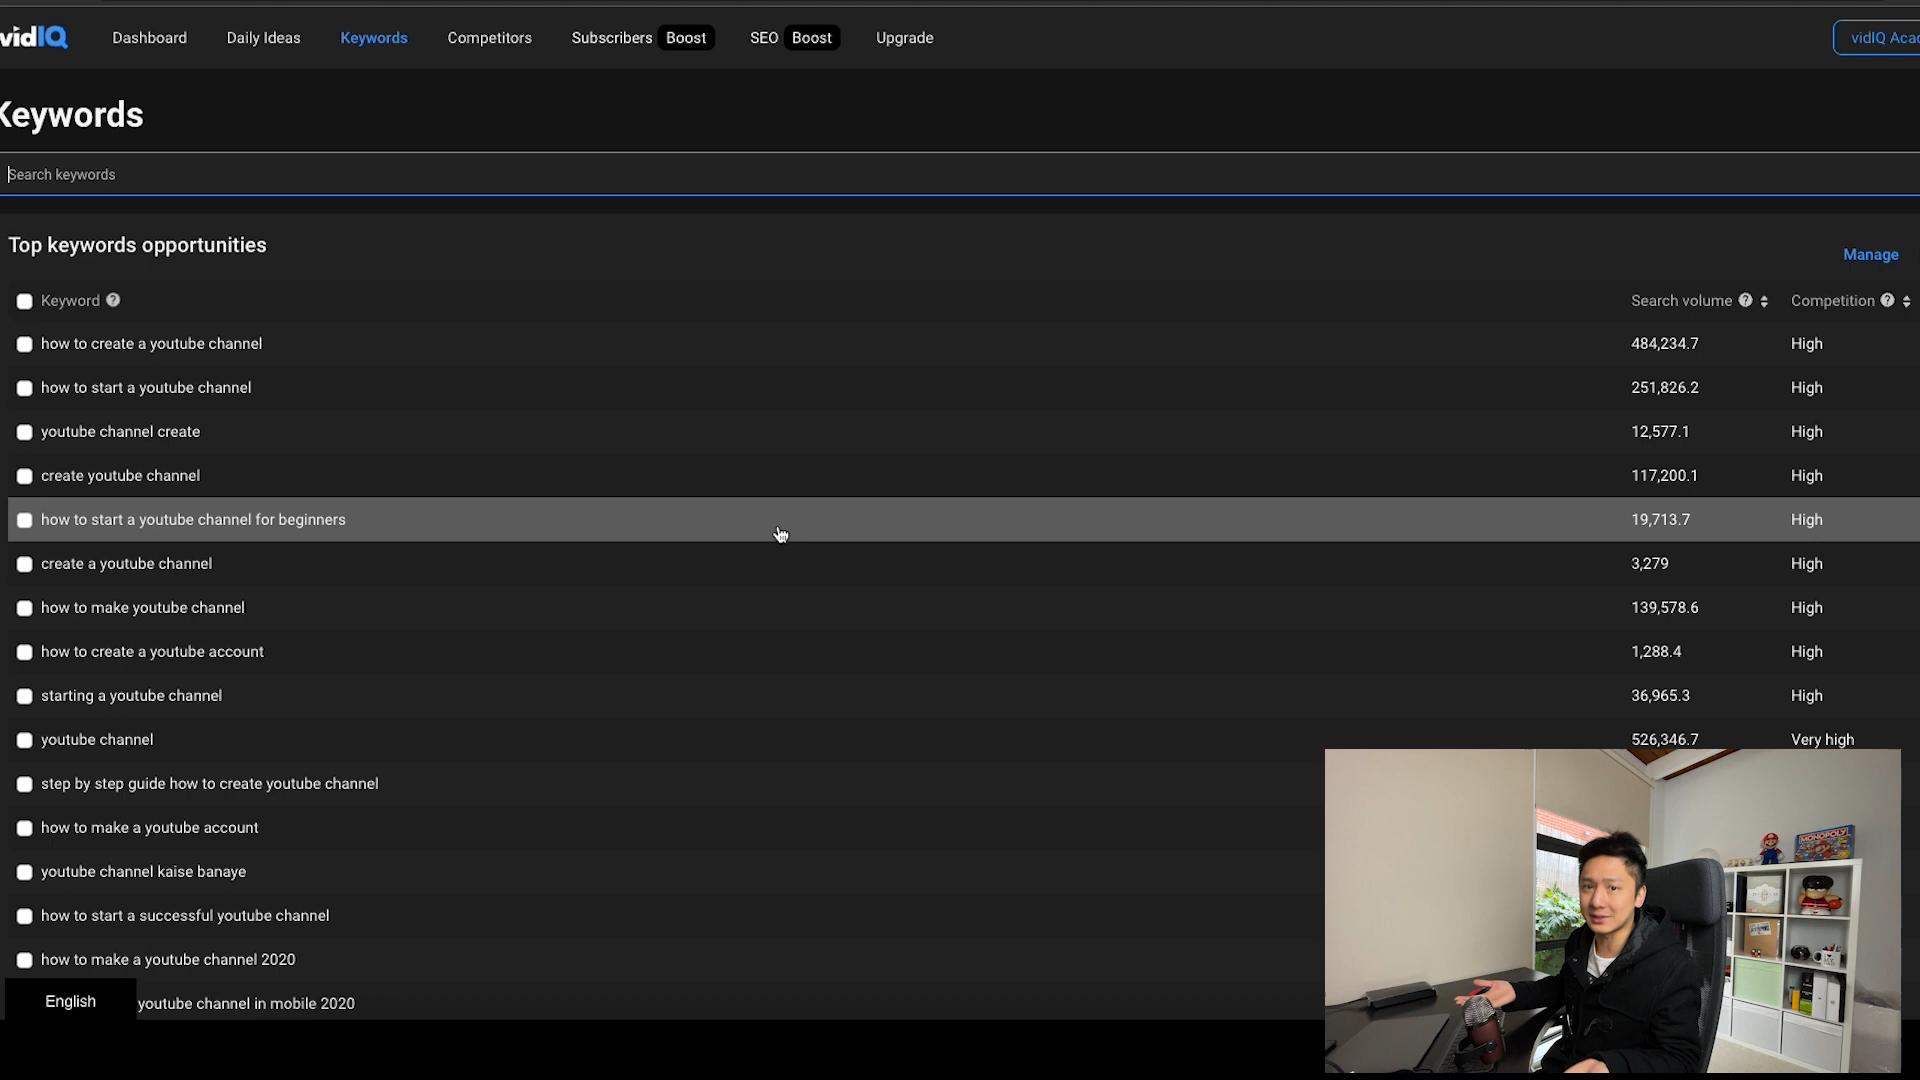 vidIQ Dashboard Daily Ideas Keywords Competitors Subscribers Boost SEO Boost Upgrade vidIQ Acad
Keywords
Search keywords
Top keywords opportunities
Manage
Keyword ? Search volume ? Competition ?
how to create a youtube channel 484,234.7 High
how to start a youtube channel 251,826.2 High
youtube channel create 12,577.1 High
create youtube channel 117,200.1 High
how to start a youtube channel for beginners 19,713.7 High
create a youtube channel 3,279 High
how to make youtube channel 139,578.6 High
how to create a youtube account 1,288.4 High
starting a youtube channel 36,965.3 High
youtube channel 526,346.7 Very high
step by step guide how to create youtube channel
how to make a youtube account
youtube channel kaise banaye
how to start a successful youtube channel
how to make a youtube channel 2020
English youtube channel in mobile 2020
MONOPOLY